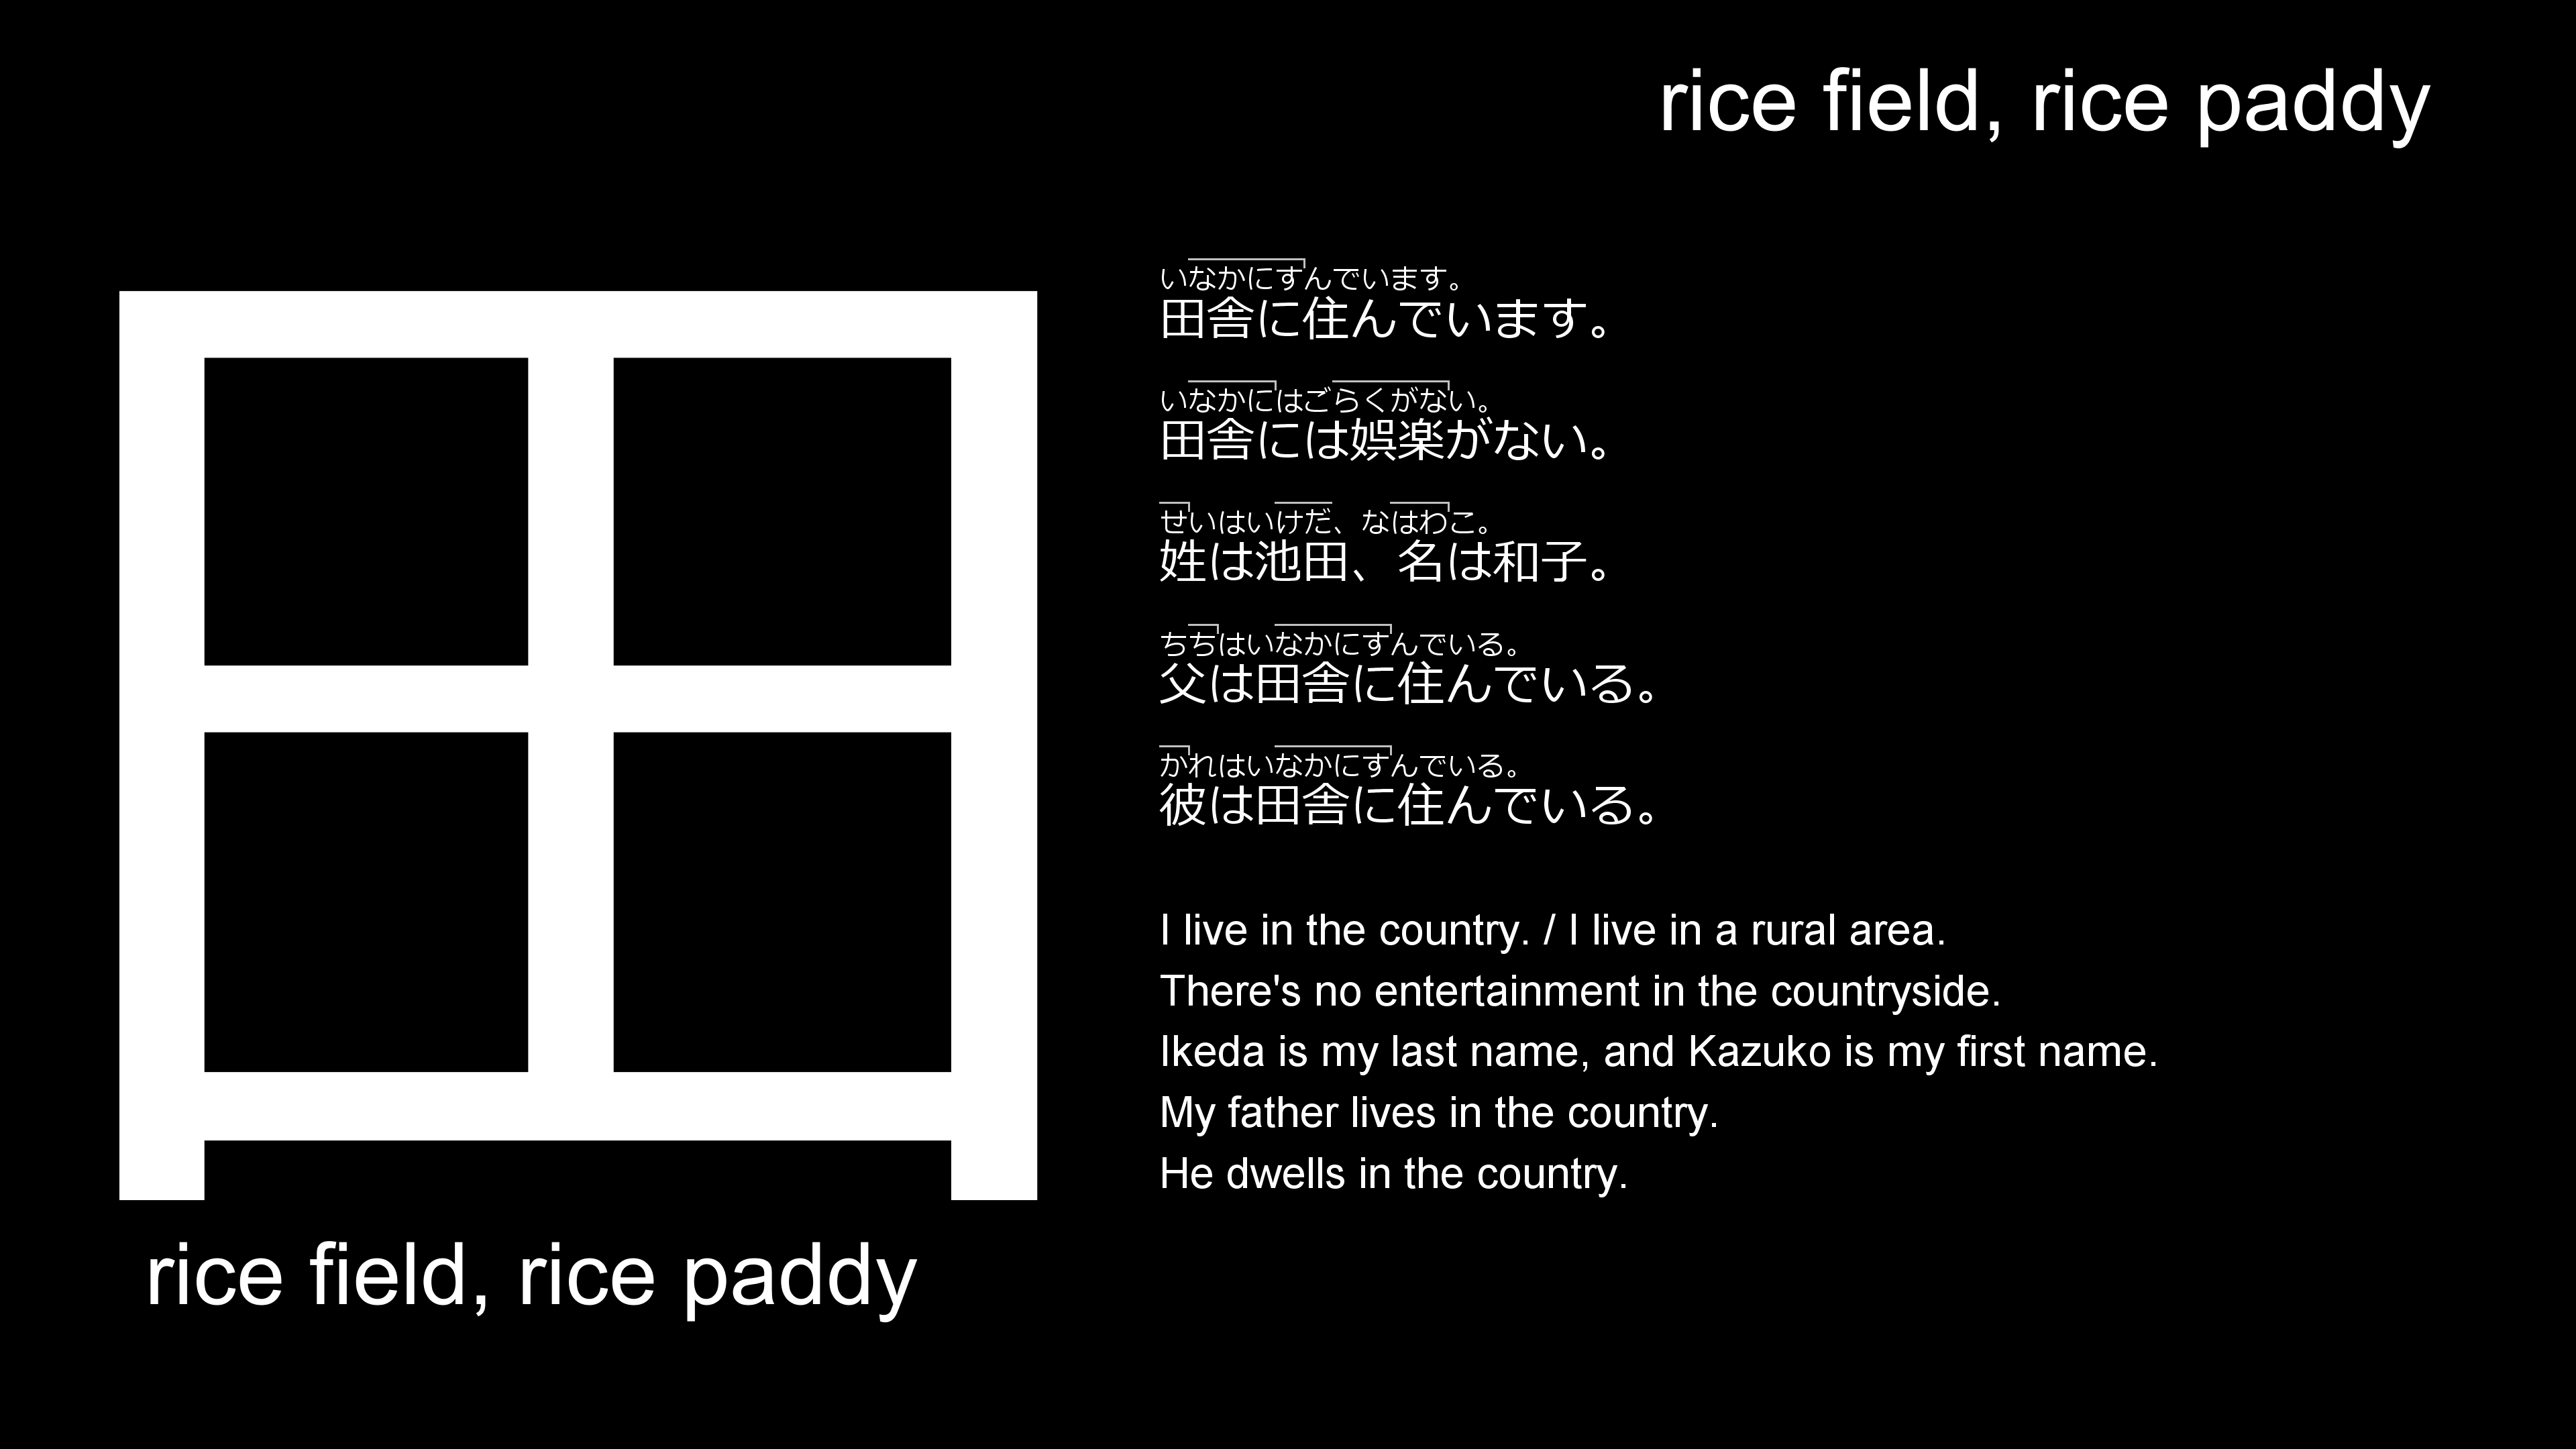 rice field, rice paddy
田
rice field, rice paddy
いなかにすんでいます。
田舎に住んでいます。
いなかにはごらくがない。
田舎には娯楽がない。
せいはいけだ、なはわこ。
姓は池田、名は和子。
ちちはいなかにすんでいる。
父は田舎に住んでいる。
かれはいなかにすんでいる。
彼は田舎に住んでいる。
I live in the country. / I live in a rural area.
There's no entertainment in the countryside.
Ikeda is my last name, and Kazuko is my first name.
My father lives in the country.
He dwells in the country.